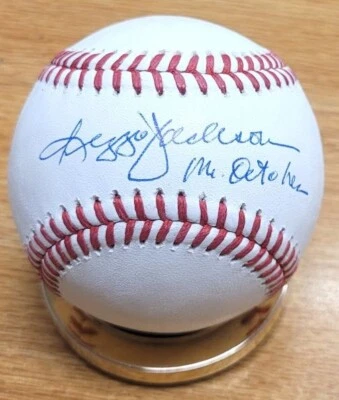 Reggie Jackson
Mr. October